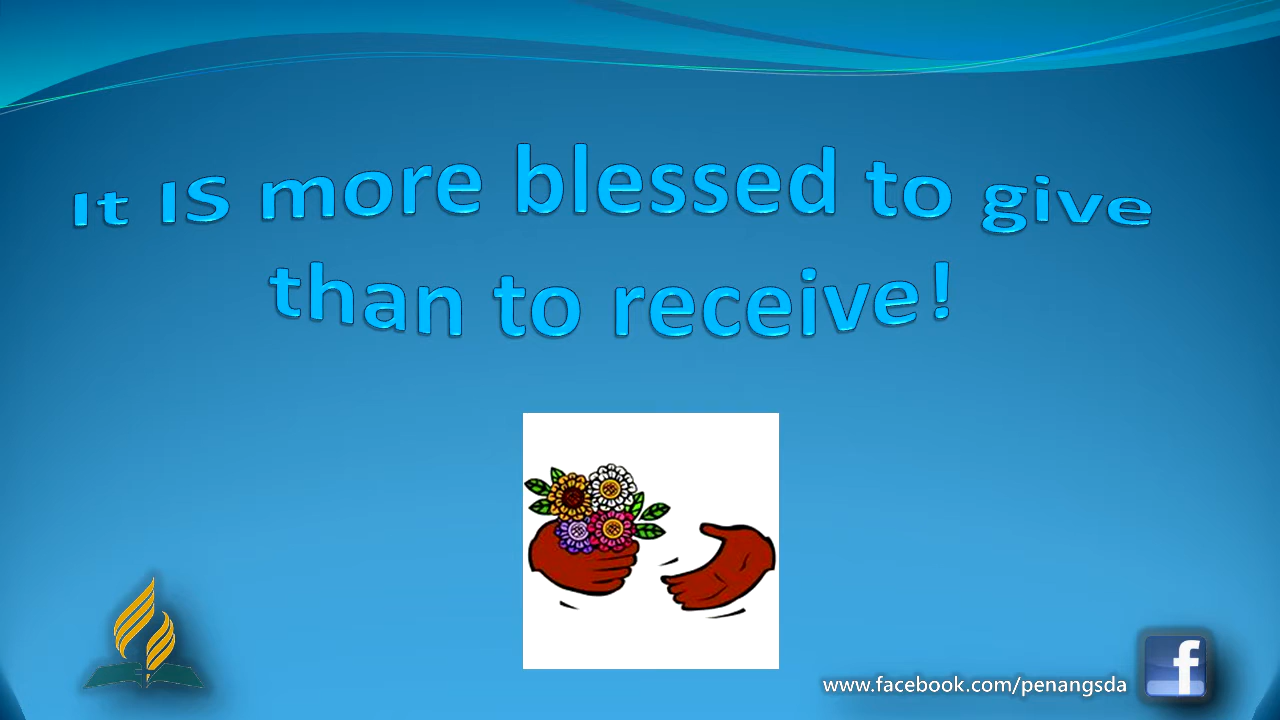 It IS more blessed to give
than to receive!
www.facebook.com/penangsda
f